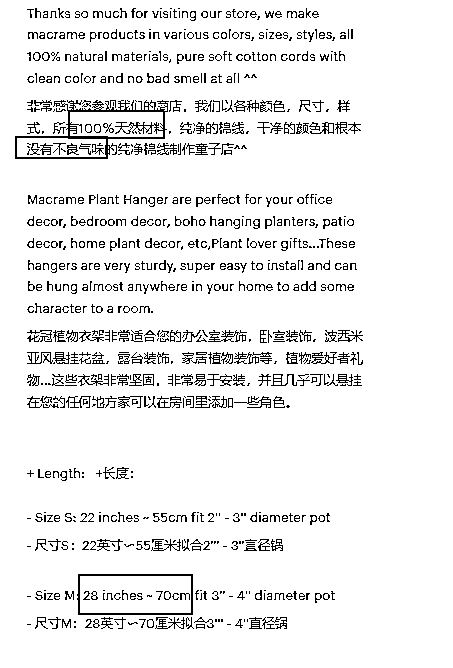 Thanks so much for visiting our store, we make
macrame products in various colors, sizes, styles, all
100% natural materials, pure soft cotton cords with
clean color and no bad smell at all ^^
非常感谢您参观我们的商店，我们以各种颜色，尺寸，样
式，所有100%天然材料，纯净的锦线，干净的颜色和根本
没有不良气味的纯净锦线制作童子店^^
Macrame Plant Hanger are perfect for your office
decor, bedroom decor, boho hanging planters, patio
decor, home plant decor, etc,Plant lover gifts...These
hangers are very sturdy, super easy to install and can
be hung almost anywhere in your home to add some
character to a room.
花冠植物衣架非常适合您的办公室装饰，卧室装饰，波西米
亚风悬挂花盆，露台装饰，家居植物装饰等，植物爱好者礼
物...这些衣架非常坚固，非常易于安装，并且几乎可以悬挂
在您的任何地方家可以在房间里添加一些角色。
+ Length: +长度：
- Size S: 22 inches ~ 55cm fit 2" - 3" diameter pot
- 尺寸S：22英寸〜55厘米拟合2'" - 3"直径锅
- Size M: 28 inches ~ 70cm fit 3" - 4" diameter pot
- 尺寸M：28英寸〜70厘米拟合3'" - 4"直径锅